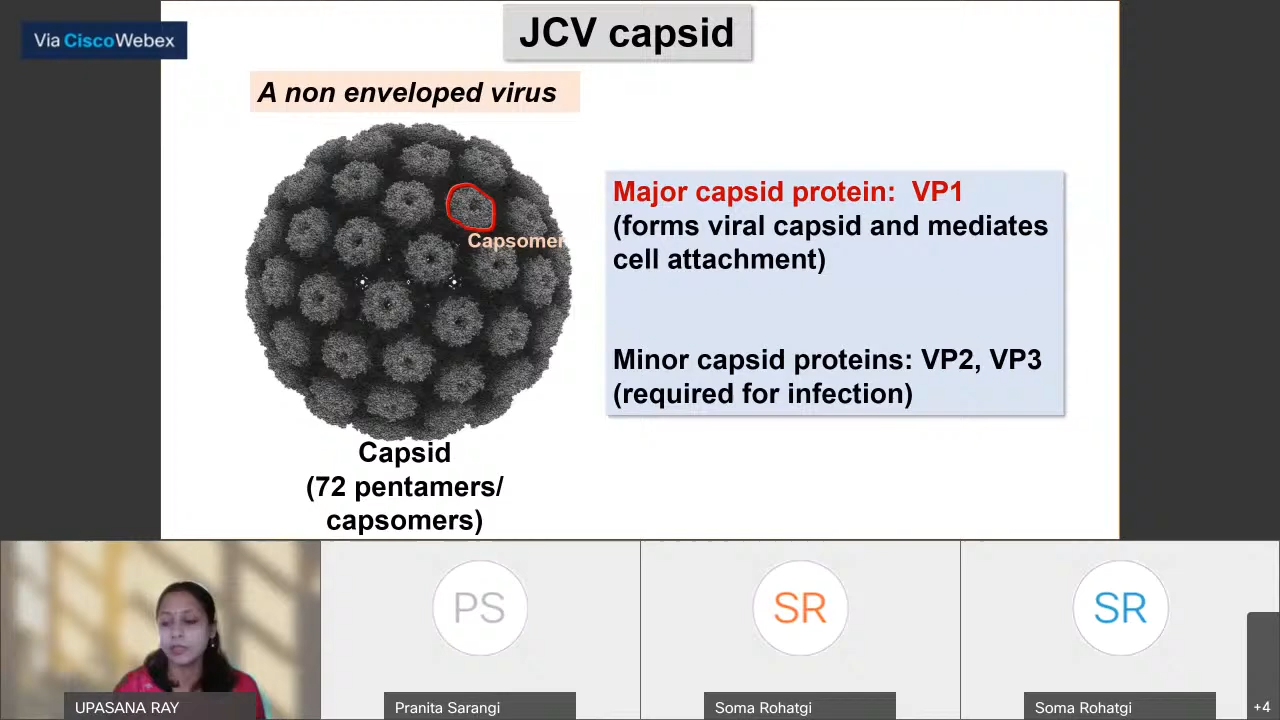 Via CiscoWebex
JCV capsid
A non enveloped virus
Capsomer
Major capsid protein:  VP1
(forms viral capsid and mediates
cell attachment)
Minor capsid proteins: VP2, VP3
(required for infection)
Capsid
(72 pentamers/
capsomers)
PS
SR
SR
UPASANA RAY
Pranita Sarangi
Soma Rohatgi
Soma Rohatgi
+4